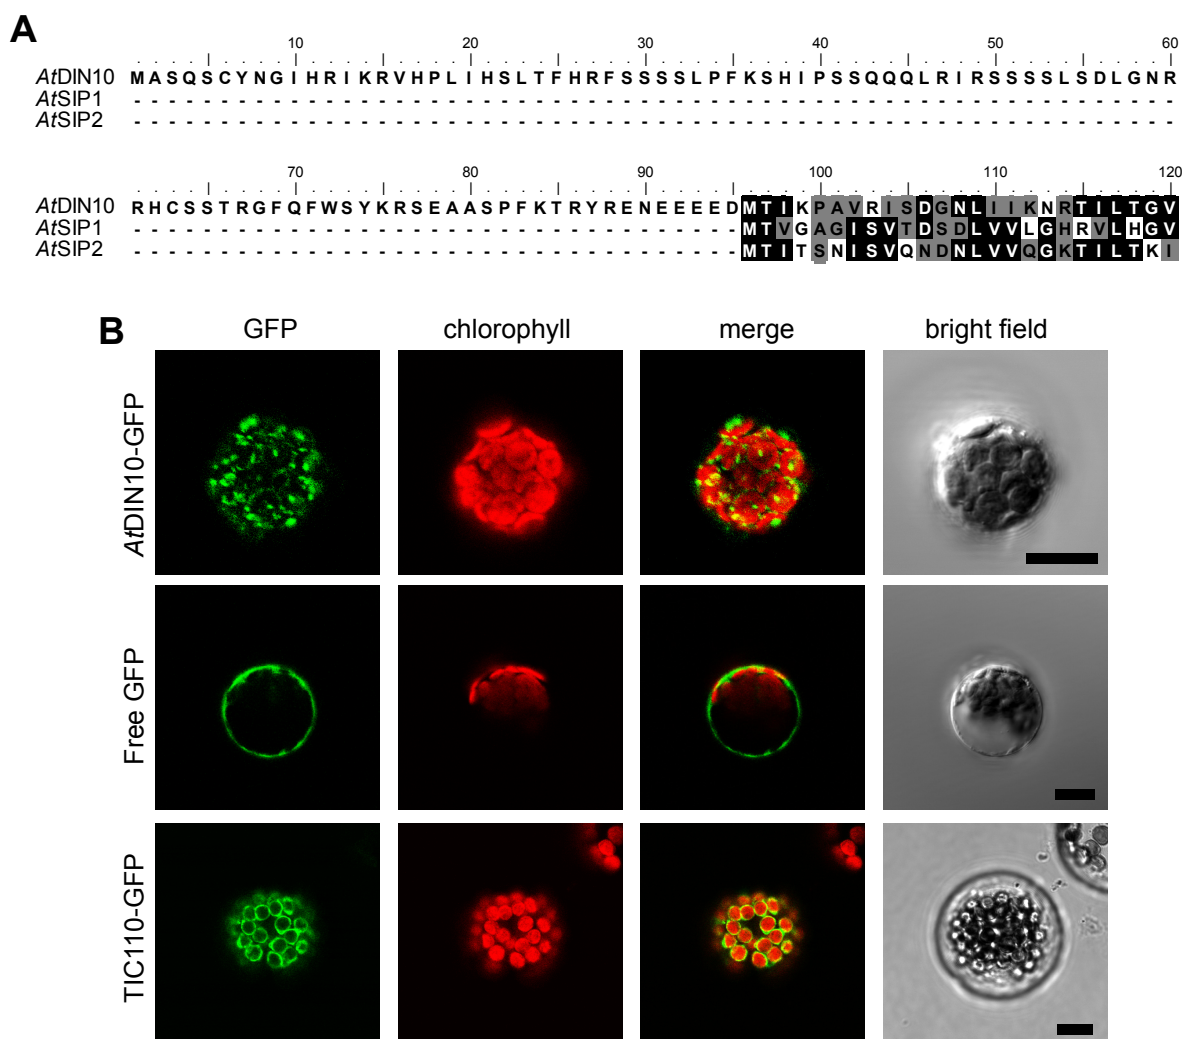 A
10 20 30 40 50 60
AtDIN10 MASQSCYNGIHRIKRVHPLIHSLTFHRFSSSSLPFKSHIPSSQQQLRIRSSSSLSDLGNR
AtSIP1 ------------------------------------------------------------
AtSIP2 ------------------------------------------------------------
70 80 90 100 110 120
AtDIN10 RHCSSTRGFQFWSYKRSEAASPFKTRYRENEEEEDMTIKPAVRISDGNLIIKNRTILTGV
AtSIP1 -----------------------------------MTVGAGISVTDSDLVVLGHRVLHGV
AtSIP2 -----------------------------------MTITSNISVQNDNLVVQGKTILTKI
B
GFP chlorophyll merge bright field
AtDIN10-GFP
Free GFP
TIC110-GFP